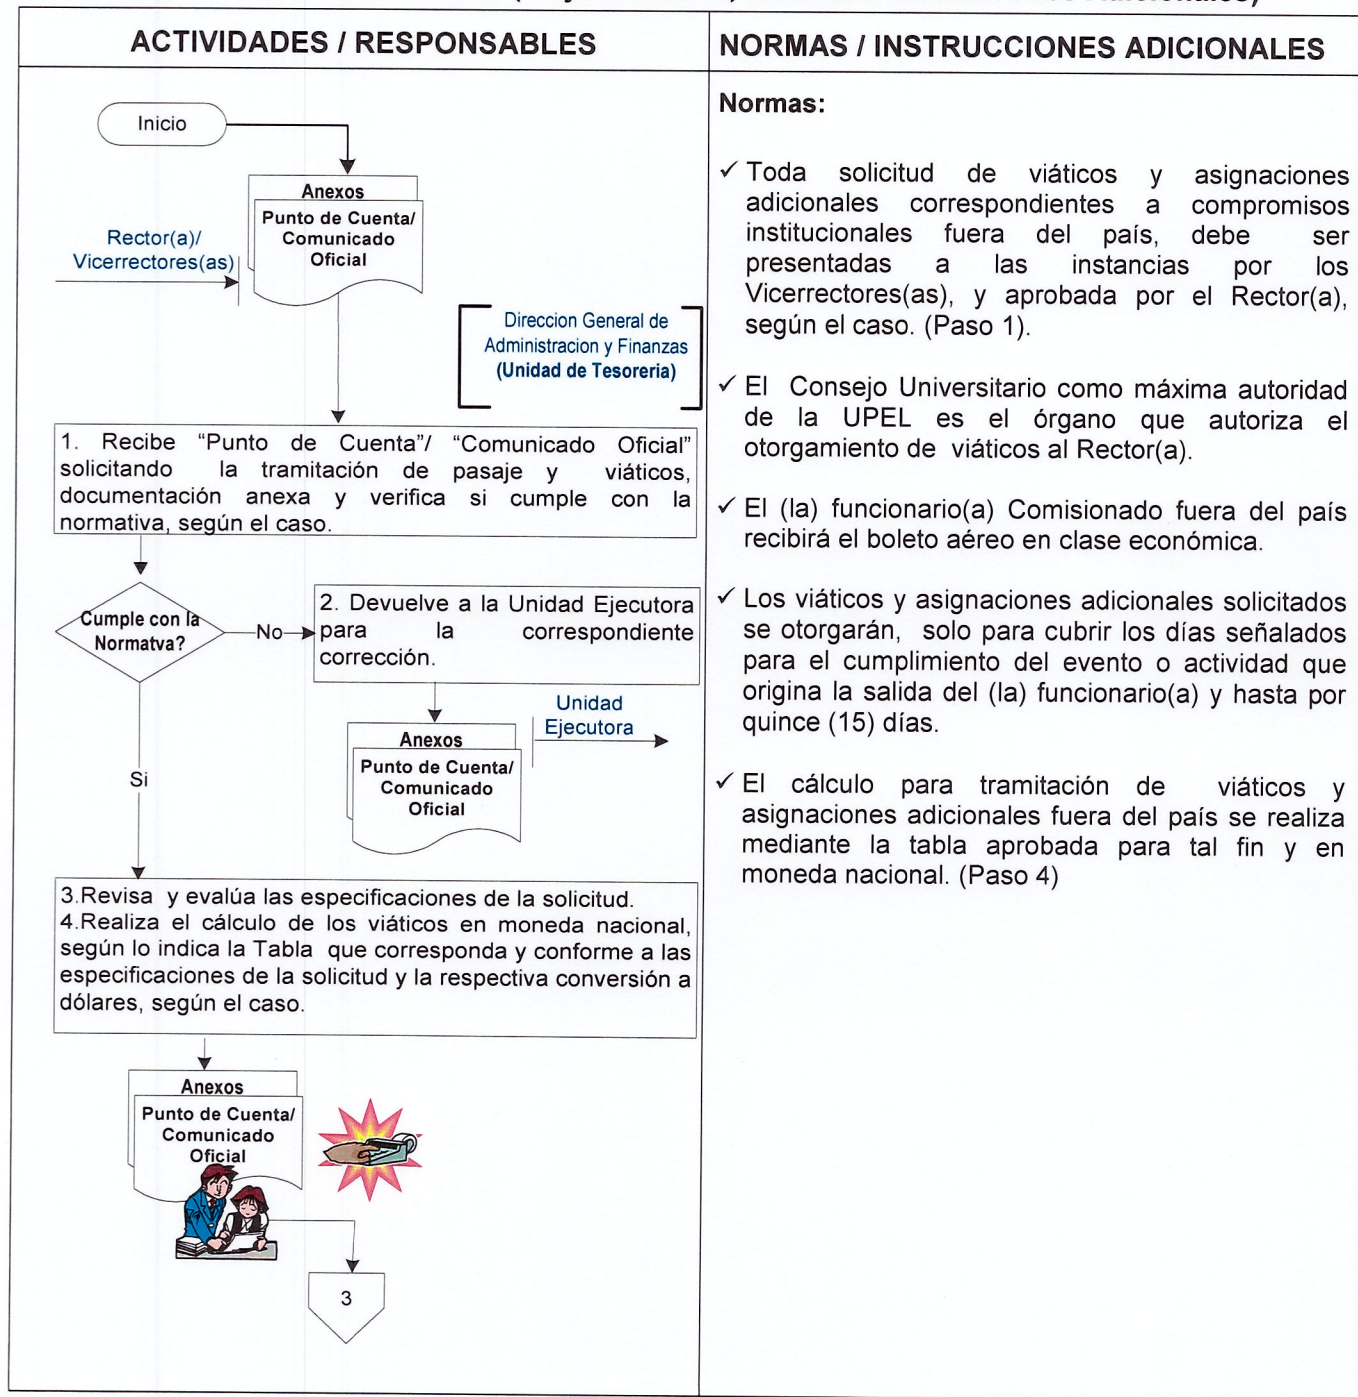 ACTIVIDADES / RESPONSABLES
NORMAS / INSTRUCCIONES ADICIONALES
Inicio
Anexos
Punto de Cuenta/
Comunicado
Oficial
Rector(a)/
Vicerrectores(as)
Direccion General de
Administracion y Finanzas
(Unidad de Tesoreria)
1. Recibe “Punto de Cuenta”/ “Comunicado Oficial”
solicitando la tramitación de pasaje y viáticos,
documentación anexa y verifica si cumple con la
normativa, según el caso.
Cumple con la
Normatva?
No
2. Devuelve a la Unidad Ejecutora
para la correspondiente
corrección.
Unidad
Ejecutora
Anexos
Punto de Cuenta/
Comunicado
Oficial
Si
3.Revisa y evalúa las especificaciones de la solicitud.
4.Realiza el cálculo de los viáticos en moneda nacional,
según lo indica la Tabla que corresponda y conforme a las
especificaciones de la solicitud y la respectiva conversión a
dólares, según el caso.
Anexos
Punto de Cuenta/
Comunicado
Oficial
3
Normas:
✓ Toda solicitud de viáticos y asignaciones
adicionales correspondientes a compromisos
institucionales fuera del país, debe ser
presentadas a las instancias por los
Vicerrectores(as), y aprobada por el Rector(a),
según el caso. (Paso 1).
✓ El Consejo Universitario como máxima autoridad
de la UPEL es el órgano que autoriza el
otorgamiento de viáticos al Rector(a).
✓ El (la) funcionario(a) Comisionado fuera del país
recibirá el boleto aéreo en clase económica.
✓ Los viáticos y asignaciones adicionales solicitados
se otorgarán, solo para cubrir los días señalados
para el cumplimiento del evento o actividad que
origina la salida del (la) funcionario(a) y hasta por
quince (15) días.
✓ El cálculo para tramitación de viáticos y
asignaciones adicionales fuera del país se realiza
mediante la tabla aprobada para tal fin y en
moneda nacional. (Paso 4)